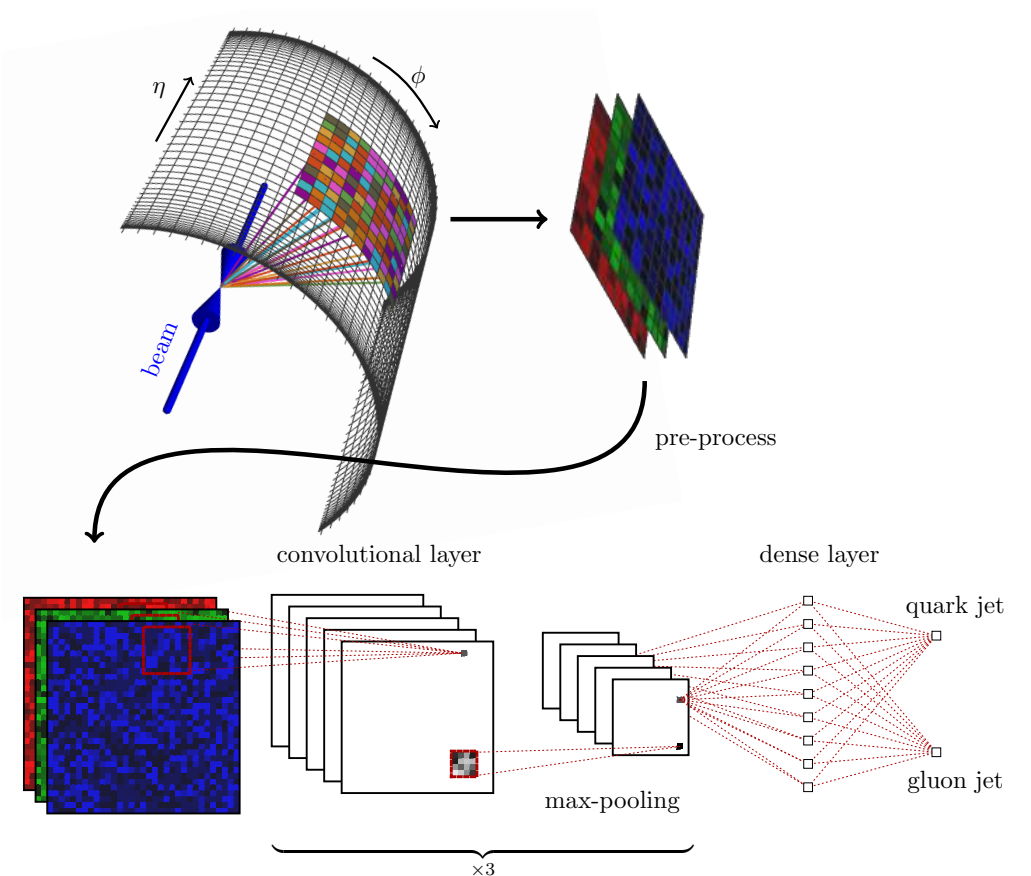 η
ϕ
beam
pre-process
convolutional layer
dense layer
quark jet
gluon jet
max-pooling
×3